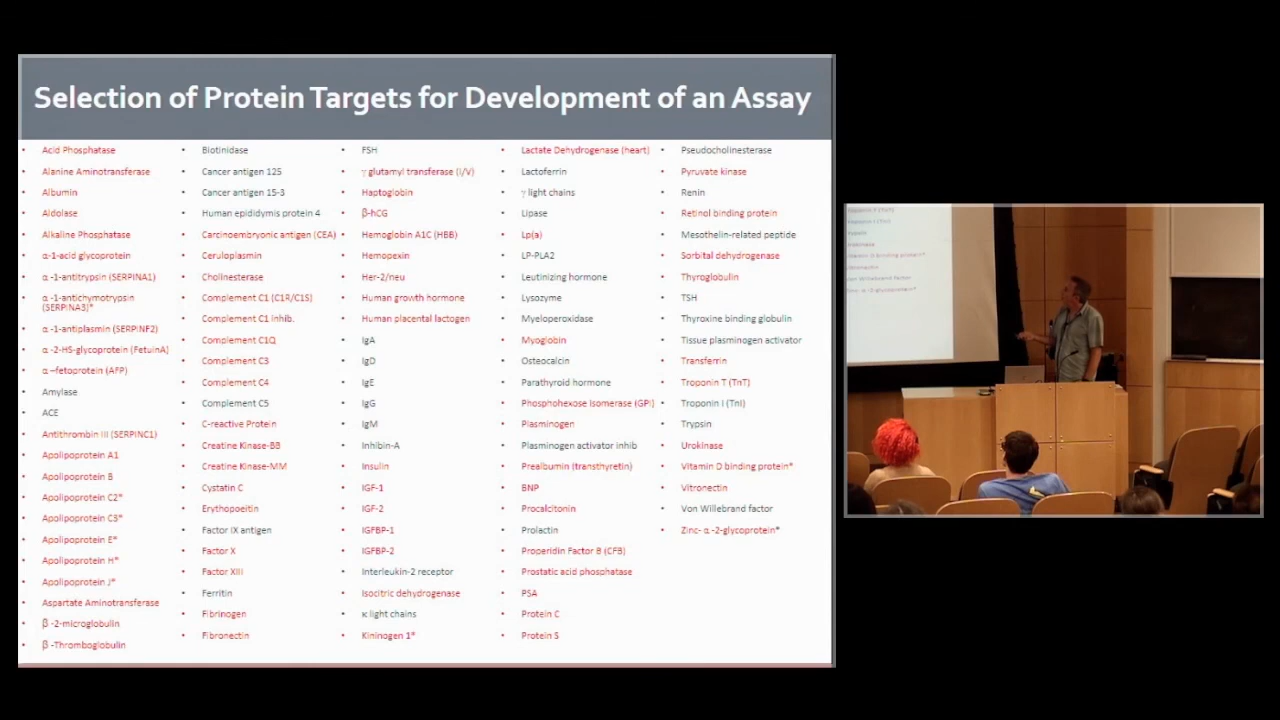 Selection of Protein Targets for Development of an Assay
Acid Phosphatase
Alanine Aminotransferase
Albumin
Aldolase
Alkaline Phosphatase
α-1-acid glycoprotein
α -1-antitrypsin (SERPINA1)
α -1-antichymotrypsin
(SERPINA3)*
α -1-antiplasmin (SERPINF2)
α -2-HS-glycoprotein (FetuinA)
α –fetoprotein (AFP)
Amylase
ACE
Antithrombin III (SERPINC1)
Apolipoprotein A1
Apolipoprotein B
Apolipoprotein C2*
Apolipoprotein C3*
Apolipoprotein E*
Apolipoprotein H*
Apolipoprotein J*
Aspartate Aminotransferase
β -2-microglobulin
β -Thromboglobulin
Biotinidase
Cancer antigen 125
Cancer antigen 15-3
Human epididymis protein 4
Carcinoembryonic antigen (CEA)
Ceruloplasmin
Cholinesterase
Complement C1 (C1R/C1S)
Complement C1 inhib.
Complement C1Q
Complement C3
Complement C4
Complement C5
C-reactive Protein
Creatine Kinase-BB
Creatine Kinase-MM
Cystatin C
Erythopoeitin
Factor IX antigen
Factor X
Factor XIII
Ferritin
Fibrinogen
Fibronectin
FSH
γ glutamyl transferase (I/V)
Haptoglobin
β-hCG
Hemoglobin A1C (HBB)
Hemopexin
Her-2/neu
Human growth hormone
Human placental lactogen
IgA
IgD
IgE
IgG
IgM
Inhibin-A
Insulin
IGF-1
IGF-2
IGFBP-1
IGFBP-2
Interleukin-2 receptor
Isocitric dehydrogenase
κ light chains
Kininogen 1*
Lactate Dehydrogenase (heart)
Lactoferrin
γ light chains
Lipase
Lp(a)
LP-PLA2
Leutinizing hormone
Lysozyme
Myeloperoxidase
Myoglobin
Osteocalcin
Parathyroid hormone
Phosphohexose Isomerase (GPI)
Plasminogen
Plasminogen activator inhib
Prealbumin (transthyretin)
BNP
Procalcitonin
Prolactin
Properidin Factor B (CFB)
Prostatic acid phosphatase
PSA
Protein C
Protein S
Pseudocholinesterase
Pyruvate kinase
Renin
Retinol binding protein
Mesothelin-related peptide
Sorbital dehydrogenase
Thyroglobulin
TSH
Thyroxine binding globulin
Tissue plasminogen activator
Transferrin
Troponin T (TnT)
Troponin I (TnI)
Trypsin
Urokinase
Vitamin D binding protein*
Vitronectin
Von Willebrand factor
Zinc- α -2-glycoprotein*